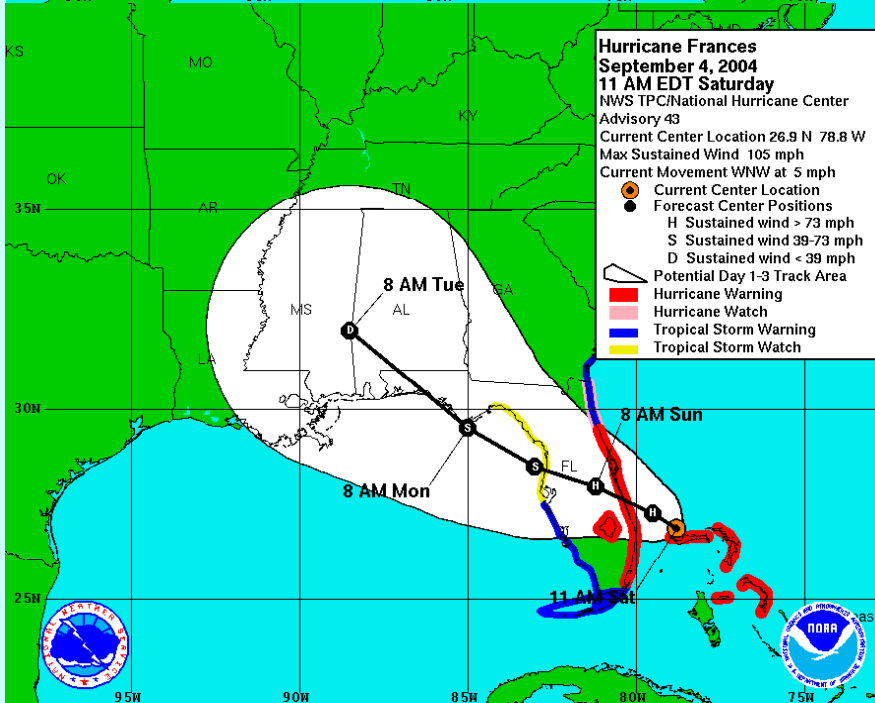 Hurricane Frances
September 4, 2004
11 AM EDT Saturday
NWS TPC/National Hurricane Center
Advisory 43
Current Center Location 26.9 N 78.8 W
Max Sustained Wind 105 mph
Current Movement WNW at 5 mph
Current Center Location
Forecast Center Positions
H Sustained wind > 73 mph
S Sustained wind 39-73 mph
D Sustained wind < 39 mph
Potential Day 1-3 Track Area
Hurricane Warning
Hurricane Watch
Tropical Storm Warning
Tropical Storm Watch
KS
MO
KY
OK
TN
AR
35N
GA
8 AM Tue
MS
AL
D
LA
30N
8 AM Sun
S
FL
S
H
8 AM Mon
H
11 AM Sat
25N
as
NATIONAL WEATHER SERVICE
NOAA
95W
90W
85W
80W
75W